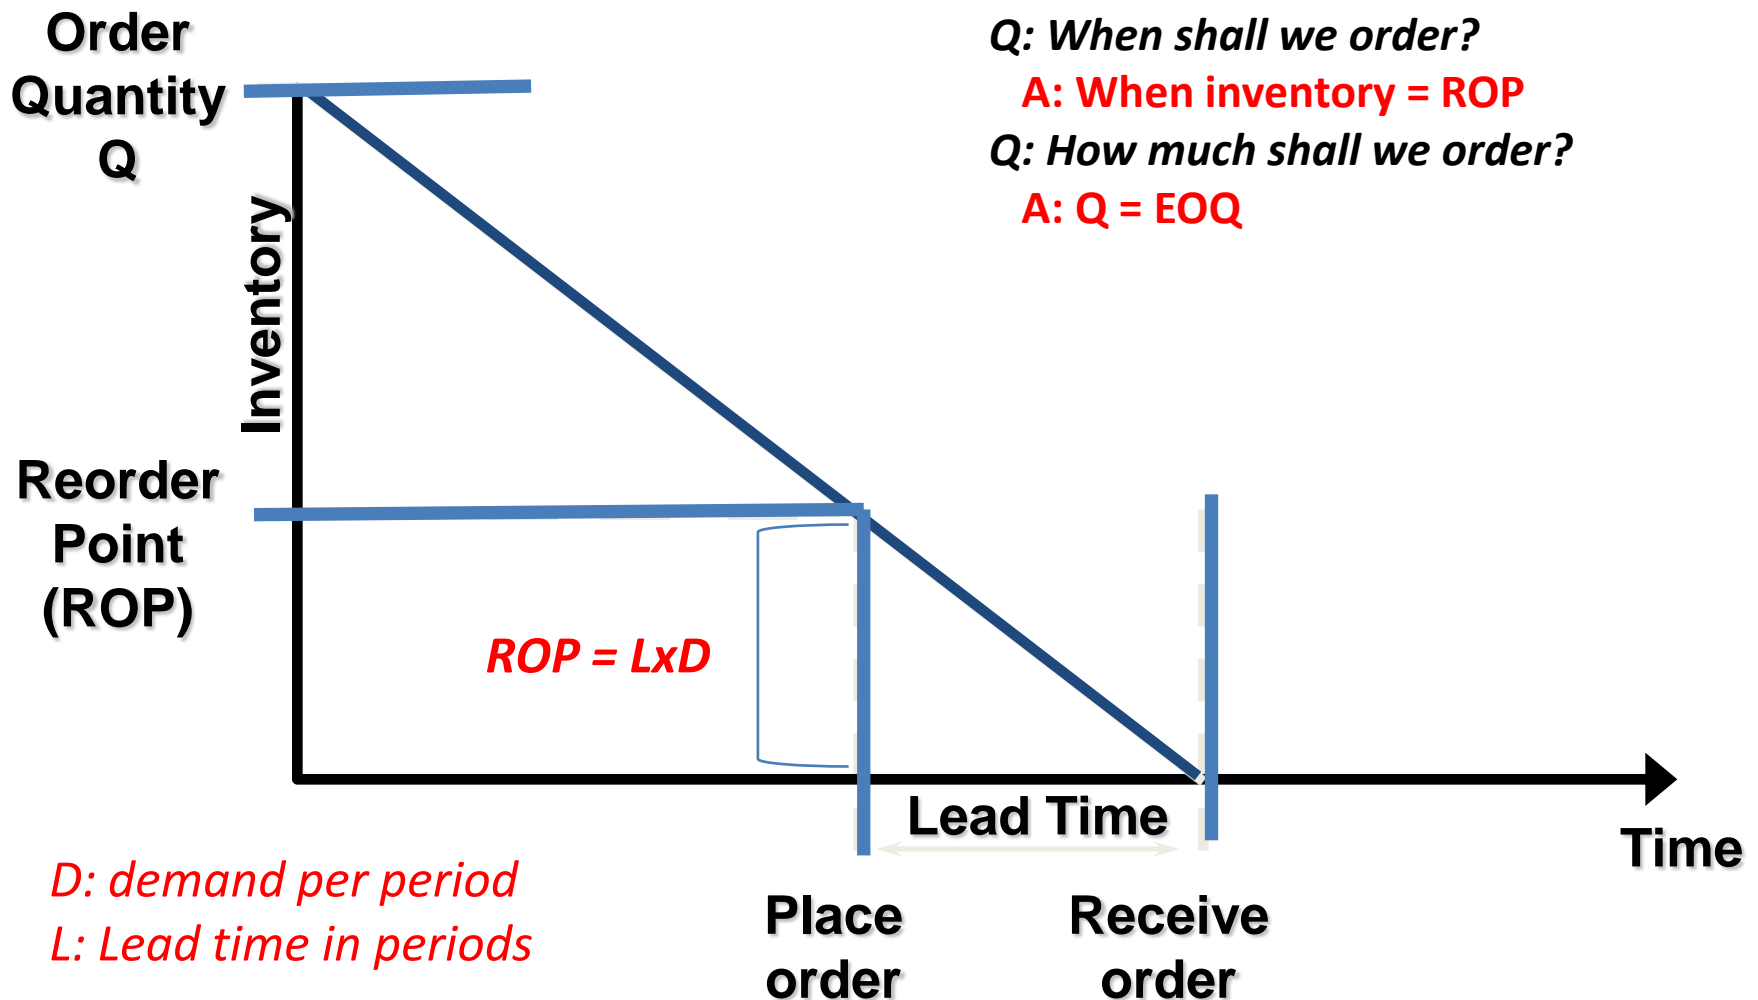 Order
Quantity
Q
Q: When shall we order?
A: When inventory = ROP
Q: How much shall we order?
A: Q = EOQ
Inventory
Reorder
Point
(ROP)
ROP = LxD
Lead Time
Time
D: demand per period
L: Lead time in periods
Place
order
Receive
order